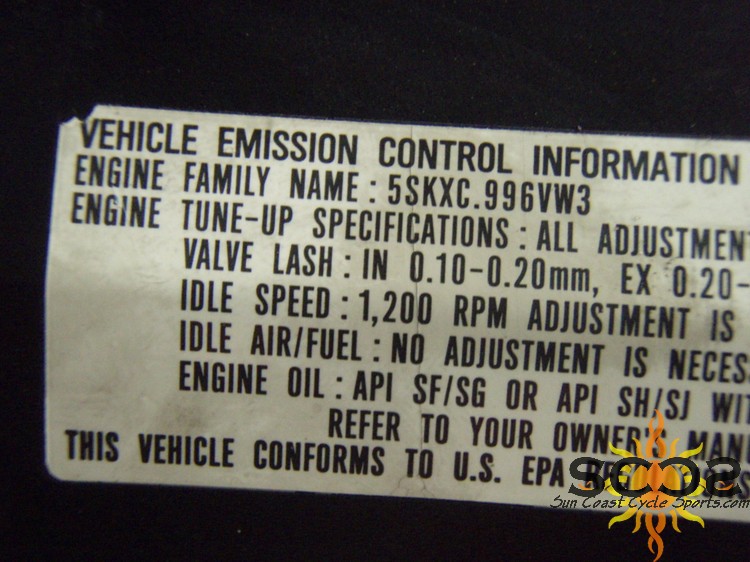 VEHICLE EMISSION CONTROL INFORMATION
ENGINE FAMILY NAME : 5SKXC.996VW3
ENGINE TUNE-UP SPECIFICATIONS : ALL ADJUSTMEN
VALVE LASH : IN 0.10-0.20mm, EX 0.20-
IDLE SPEED : 1,200 RPM ADJUSTMENT IS
IDLE AIR/FUEL : NO ADJUSTMENT IS NECES
ENGINE OIL : API SF/SG OR API SH/SJ WIT
REFER TO YOUR OWNER'S MANU
THIS VEHICLE CONFORMS TO U.S. EPA
Sun Coast Cycle Sports.com